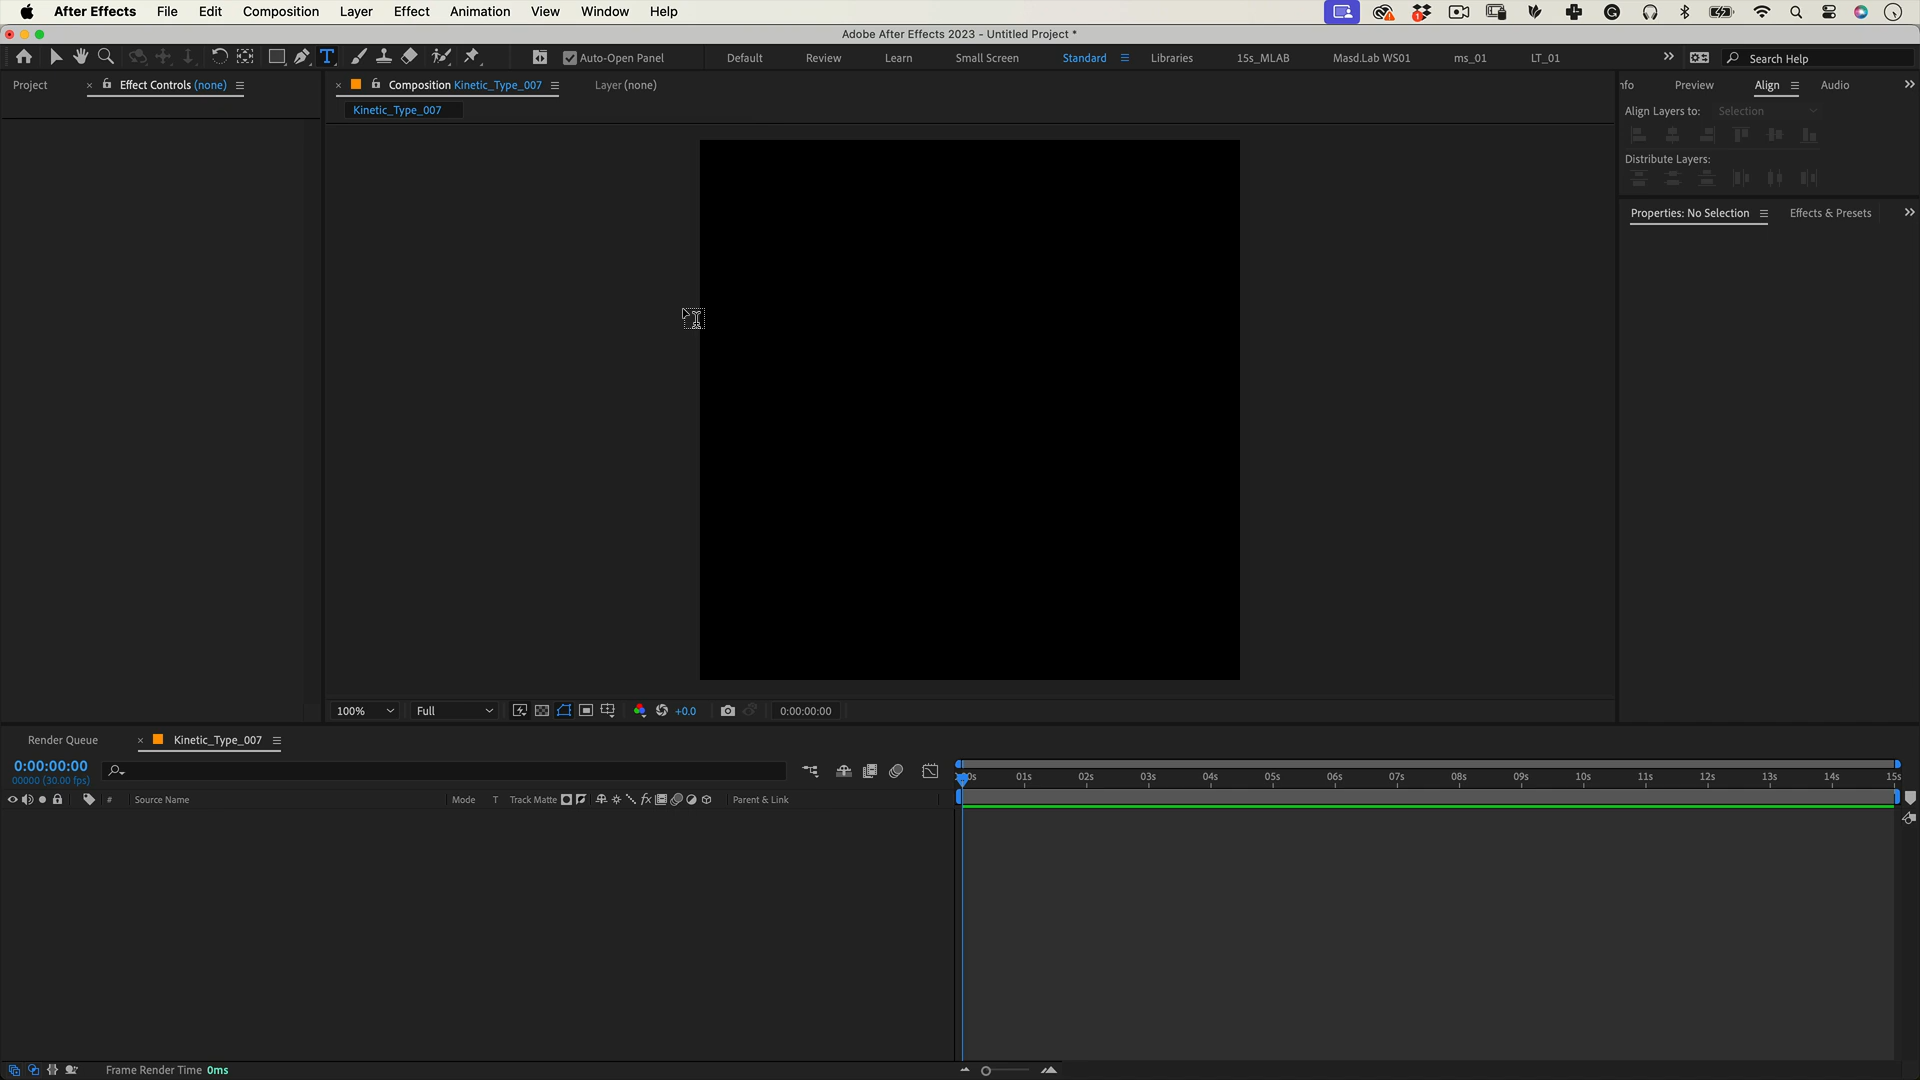 After Effects File Edit Composition Layer Effect Animation View Window Help
Adobe After Effects 2023 - Untitled Project *
Auto-Open Panel Default Review Learn Small Screen Standard Libraries 15s_MLAB Masd.Lab WS01 ms_01 LT_01 Search Help
Project Effect Controls (none) Composition Kinetic_Type_007 Layer (none) nfo Preview Align Audio
Kinetic_Type_007
Align Layers to: Selection
Distribute Layers:
Properties: No Selection Effects & Presets
100% Full +0.0 0:00:00:00
Render Queue Kinetic_Type_007
0:00:00:00
00000 (30.00 fps)
0s 01s 02s 03s 04s 05s 06s 07s 08s 09s 10s 11s 12s 13s 14s 15s
# Source Name Mode T Track Matte fx Parent & Link
Frame Render Time 0ms